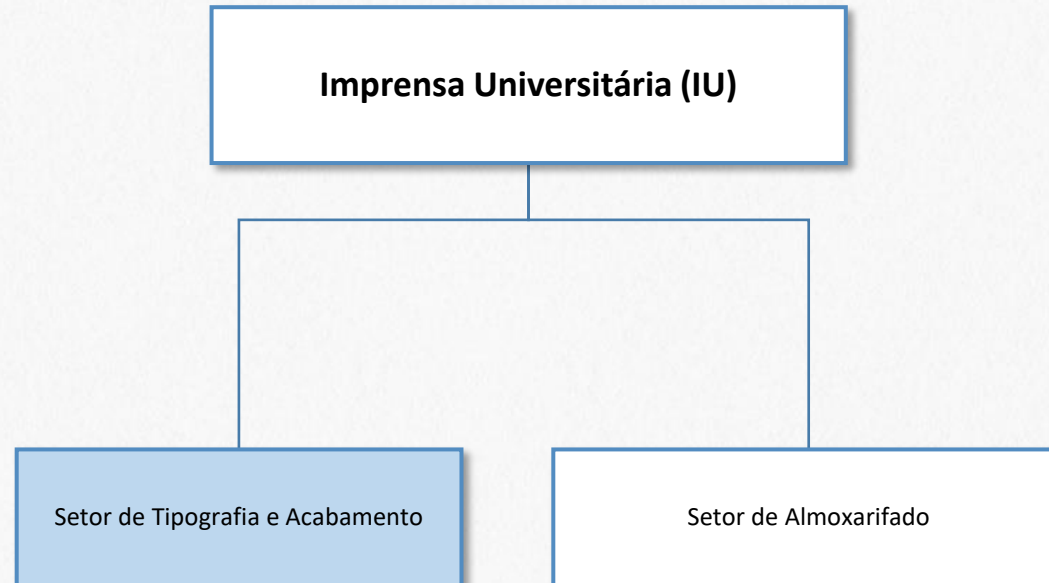 Imprensa Universitária (IU)
Setor de Tipografia e Acabamento
Setor de Almoxarifado